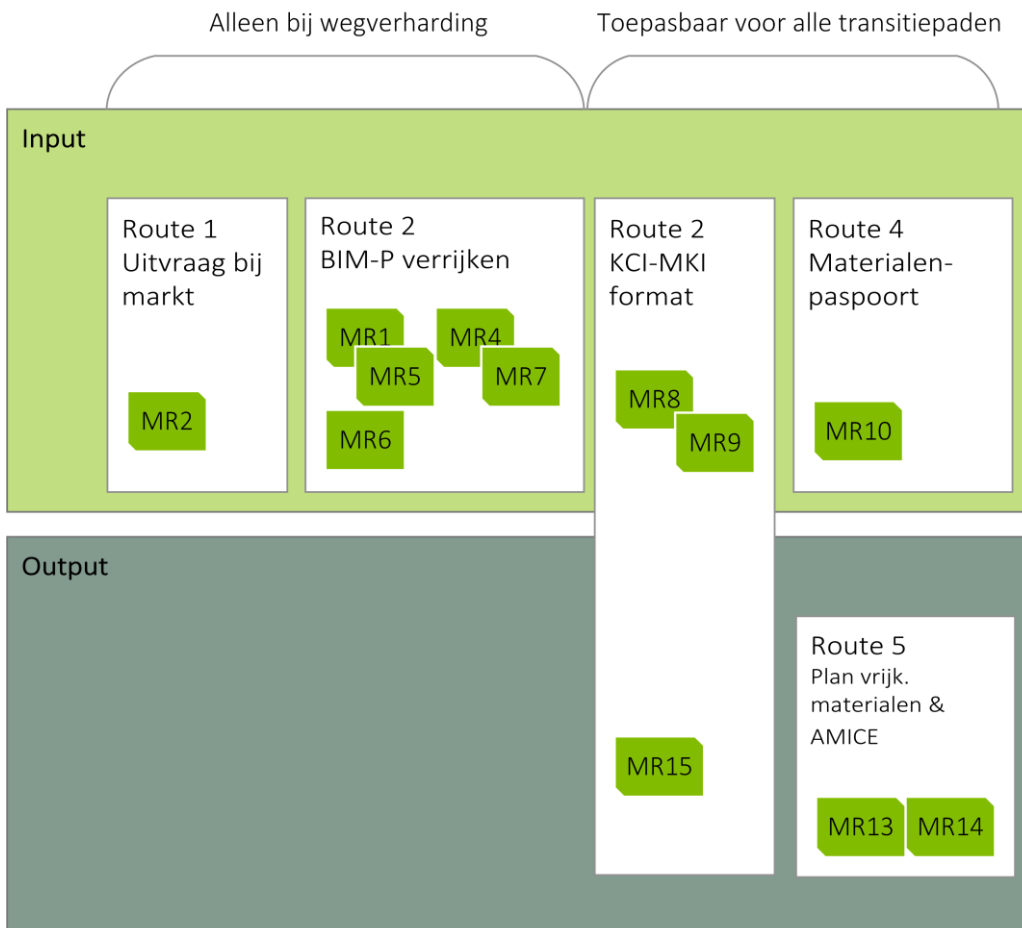 Alleen bij wegverharding
Toepasbaar voor alle transitiepaden
Input
Route 1
Uitvraag bij
markt
MR2
Route 2
BIM-P verrijken
MR1
MR4
MR5
MR7
MR6
Route 2
KCI-MKI
format
MR8
MR9
Route 4
Materialen-
paspoort
MR10
Output
MR15
Route 5
Plan vrijk.
materialen &
AMICE
MR13
MR14